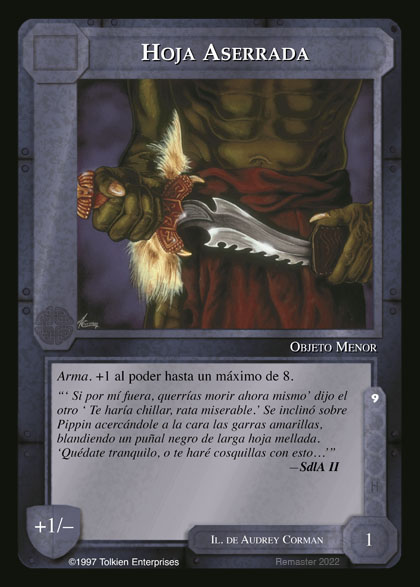 HOJA ASERRADA
OBJETO MENOR
Arma. +1 al poder hasta un máximo de 8.
“‘ Si por mí fuera, querrías morir ahora mismo’ dijo el
otro ‘ Te haría chillar, rata miserable.’ Se inclinó sobre
Pippin acercándole a la cara las garras amarillas,
blandiendo un puñal negro de larga hoja mellada.
‘Quédate tranquilo, o te haré cosquillas con esto…’”
—SdlA II
9
H
+1/–
IL. DE AUDREY CORMAN
1
©1997 Tolkien Enterprises
Remaster 2022